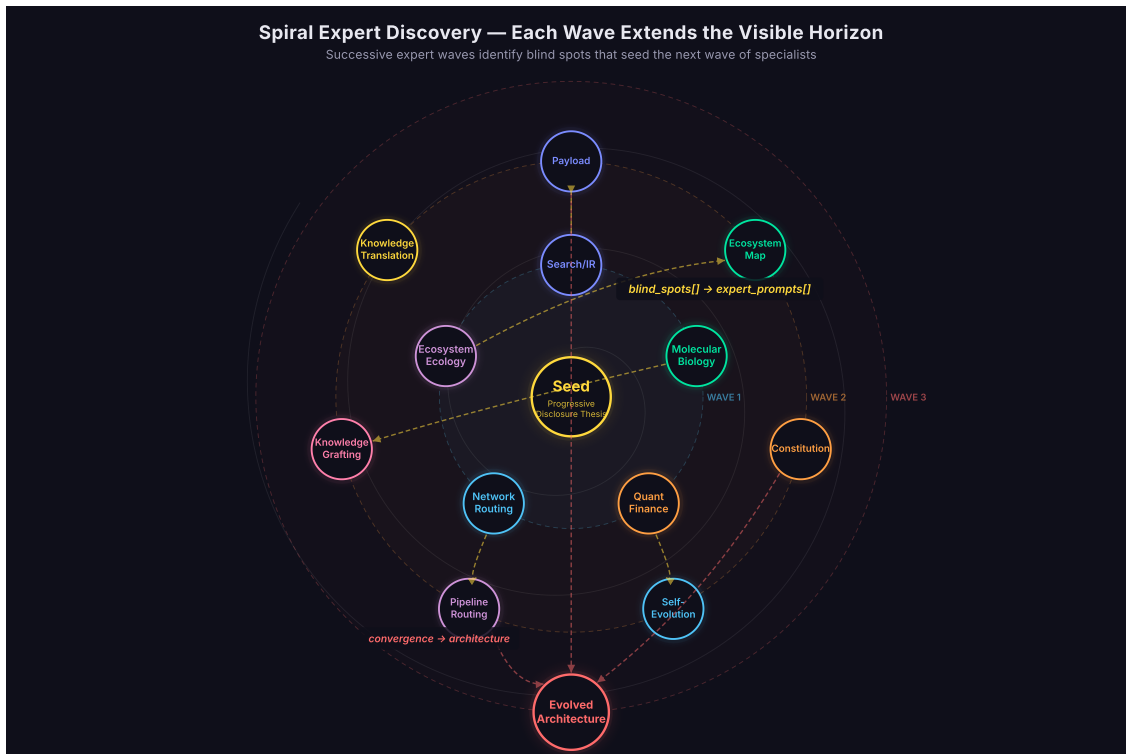 Spiral Expert Discovery — Each Wave Extends the Visible Horizon
Successive expert waves identify blind spots that seed the next wave of specialists
Payload
Knowledge
Translation
Search/IR
Ecosystem
Map
blind_spots[] → expert_prompts[]
Ecosystem
Ecology
Molecular
Biology
Seed
Progressive
Disclosure Thesis
WAVE 1
WAVE 2
WAVE 3
Knowledge
Grafting
Constitution
Network
Routing
Quant
Finance
Pipeline
Routing
Self-
Evolution
convergence → architecture
Evolved
Architecture